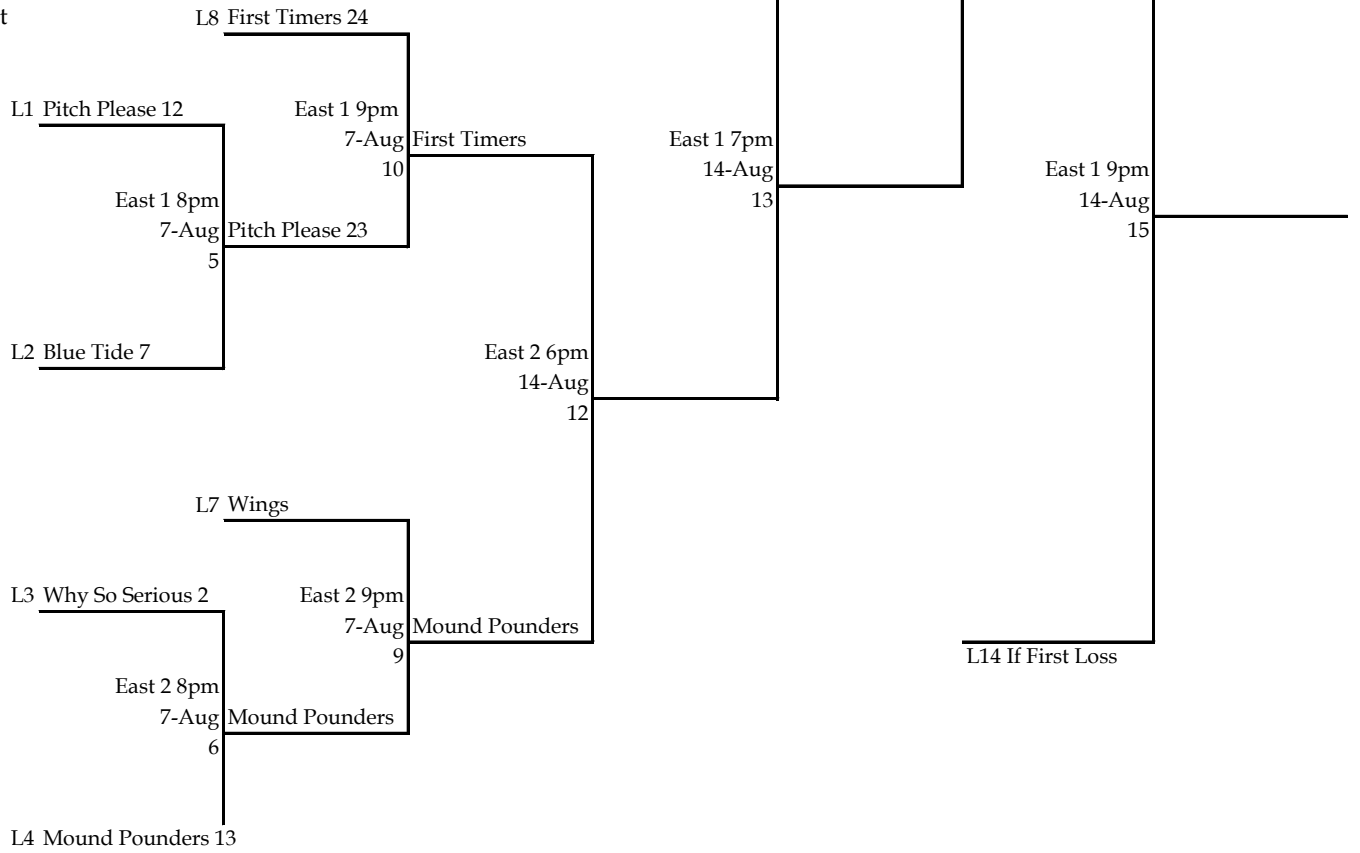 t
L8 First Timers 24
L1 Pitch Please 12
East 1 9pm
7-Aug First Timers
10
East 1 7pm
14-Aug
13
East 1 9pm
14-Aug
15
East 1 8pm
7-Aug Pitch Please 23
5
L2 Blue Tide 7
East 2 6pm
14-Aug
12
L7 Wings
L3 Why So Serious 2
East 2 9pm
7-Aug Mound Pounders
9
L14 If First Loss
East 2 8pm
7-Aug Mound Pounders
6
L4 Mound Pounders 13